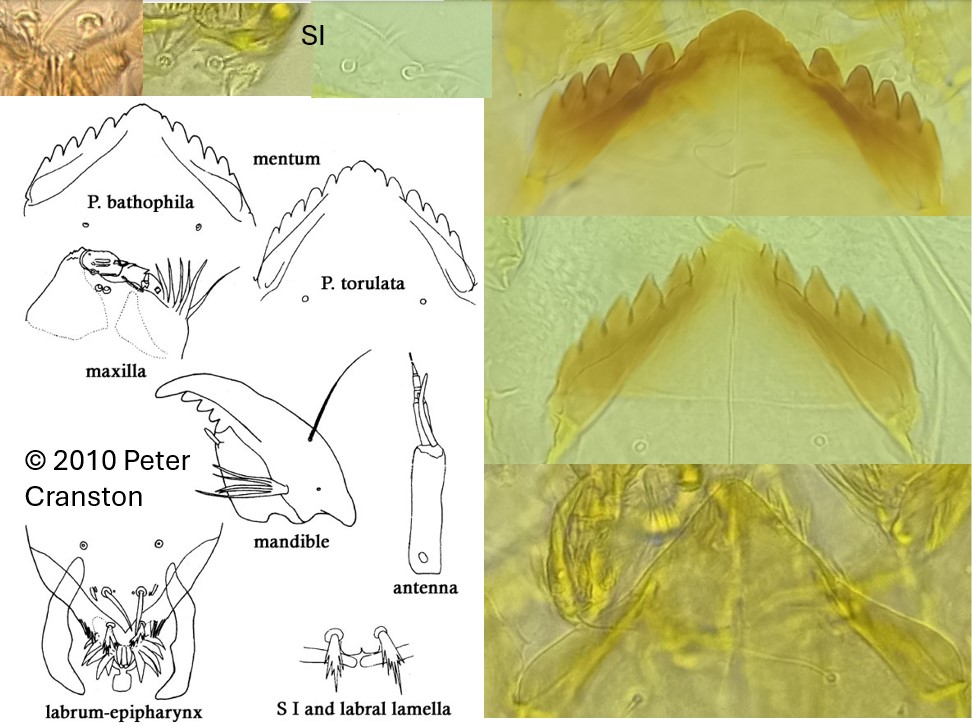 SI
mentum
P. bathophila
P. torulata
maxilla
© 2010 Peter
Cranston
mandible
antenna
labrum-epipharynx
S I and labral lamella